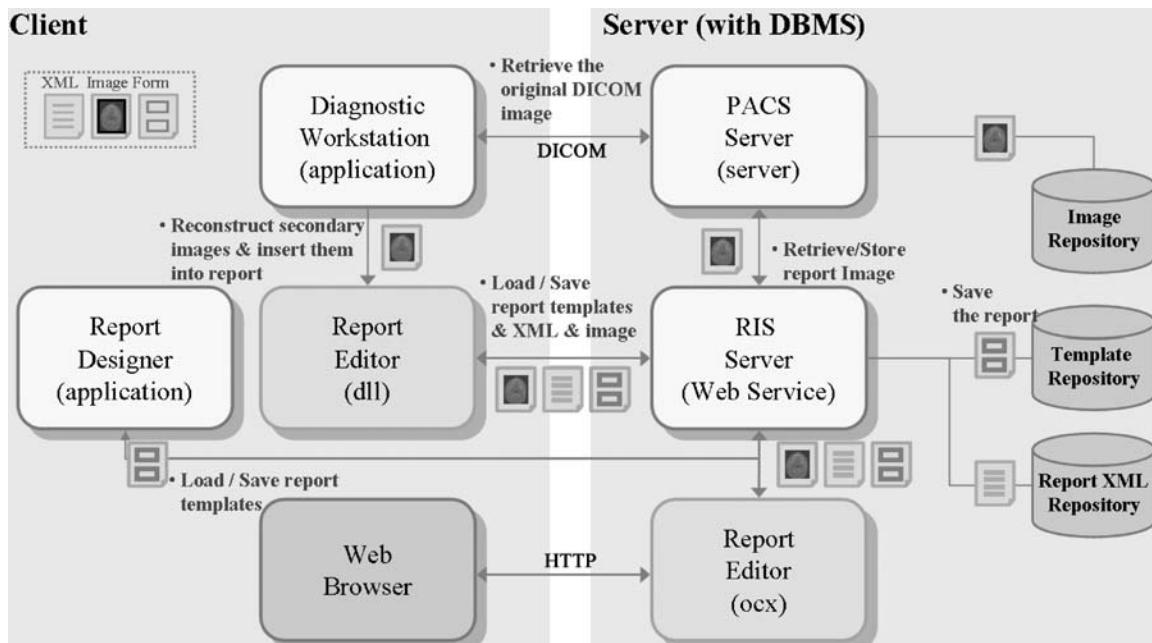 Client
Server (with DBMS)
XML Image Form
Diagnostic
Workstation
(application)
• Retrieve the
original DICOM
image
DICOM
PACS
Server
(server)
Image
Repository
• Reconstruct secondary
images & insert them
into report
• Retrieve/Store
report Image
• Load / Save
report templates
& XML & image
• Save
the report
Report
Designer
(application)
Report
Editor
(dll)
RIS
Server
(Web Service)
Template
Repository
• Load / Save report
templates
Report XML
Repository
Web
Browser
HTTP
Report
Editor
(ocx)